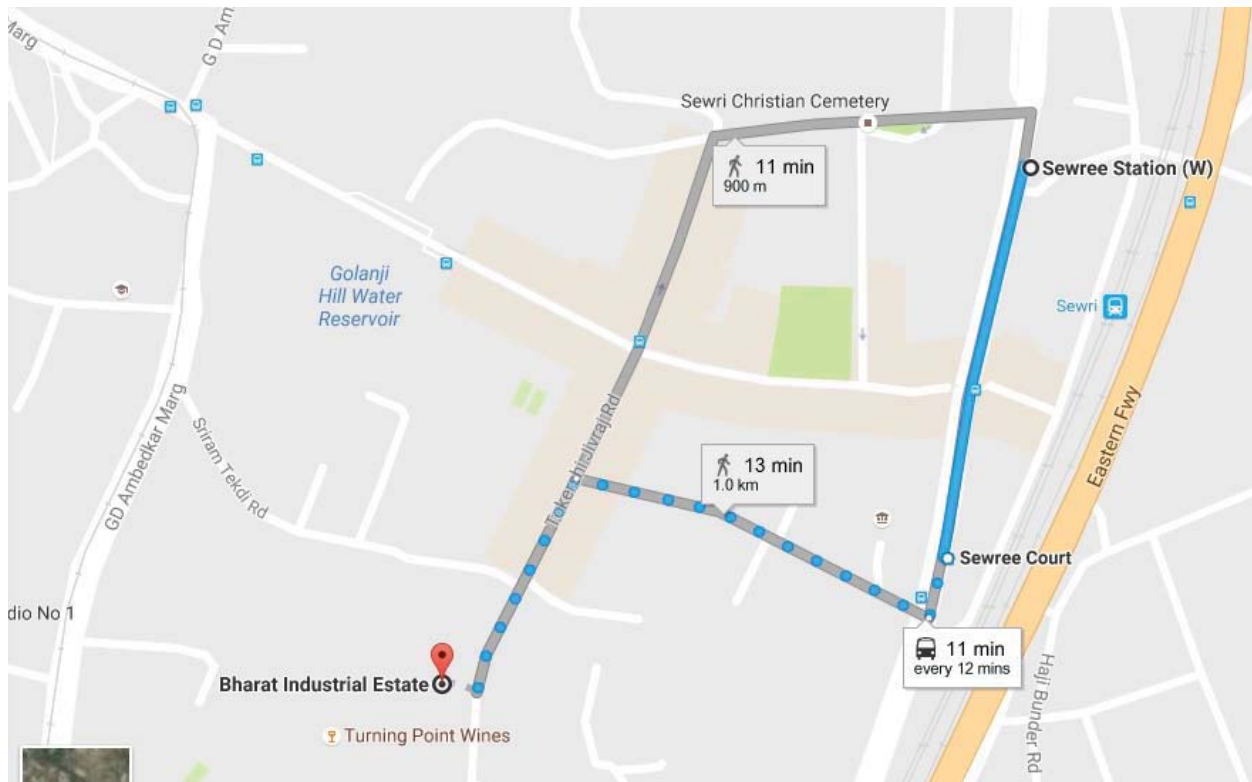 Marg
G D Am
Sewri Christian Cemetery
11 min
900 m
Sewree Station (W)
Golanji
Hill Water
Reservoir
Sewri
GD Ambedkar Marg
Sriram Tekdi Rd
Tokershi Jivraj Rd
Eastern Fwy
13 min
1.0 km
Sewree Court
dio No 1
11 min
every 12 mins
Haji Bunder Rd
Bharat Industrial Estate
Turning Point Wines